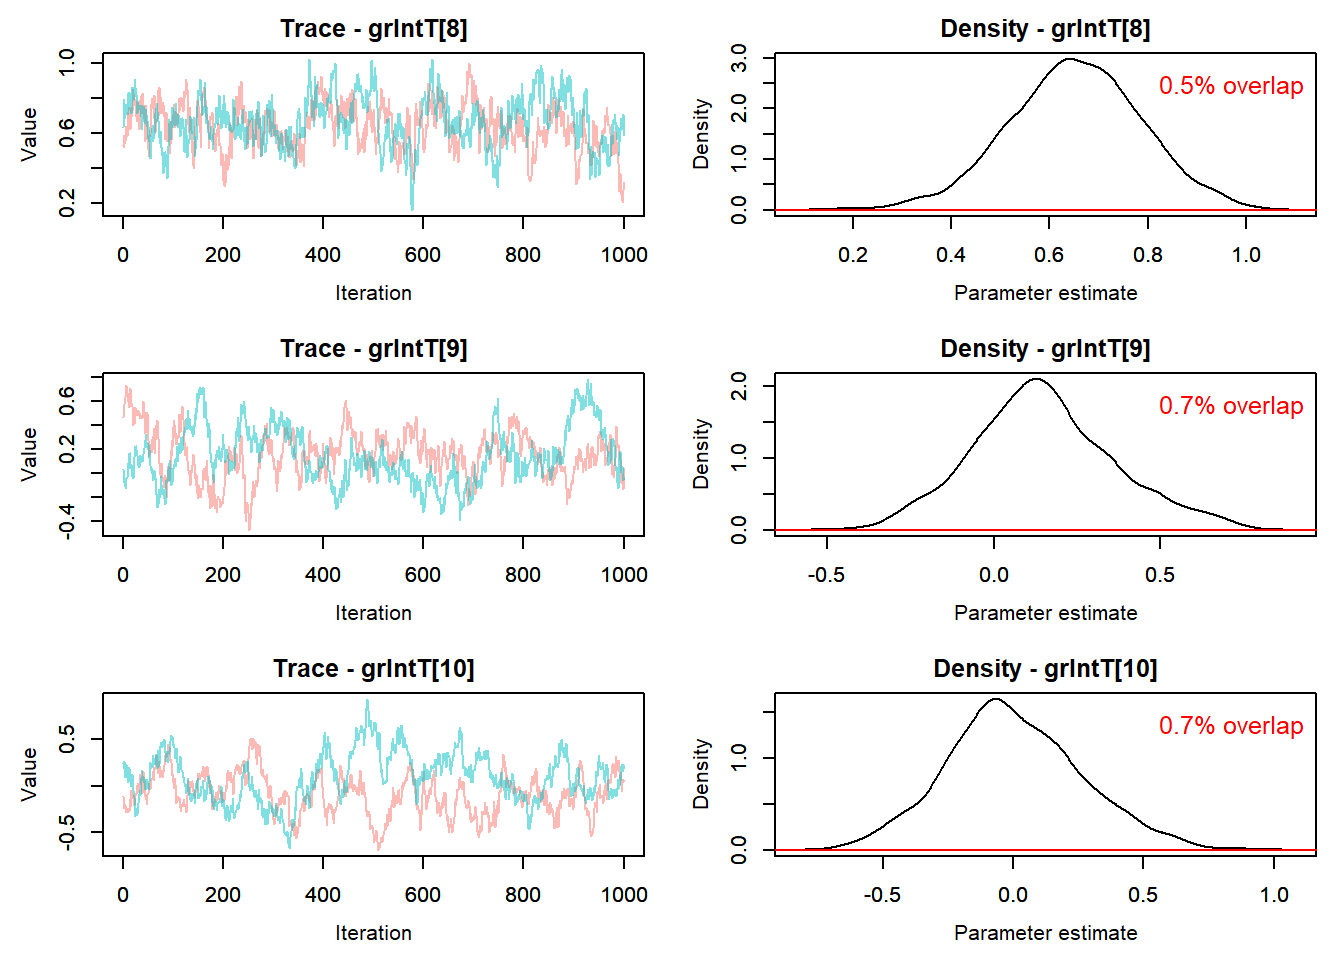 Trace - grIntT[8]
Value
0.2 0.6 1.0
0 200 400 600 800 1000
Iteration
Density - grIntT[8]
0.5% overlap
Density
0.0 1.0 2.0 3.0
0.2 0.4 0.6 0.8 1.0
Parameter estimate
Trace - grIntT[9]
Value
-0.4 0.2 0.6
0 200 400 600 800 1000
Iteration
Density - grIntT[9]
0.7% overlap
Density
0.0 1.0 2.0
-0.5 0.0 0.5
Parameter estimate
Trace - grIntT[10]
Value
-0.5 0.5
0 200 400 600 800 1000
Iteration
Density - grIntT[10]
0.7% overlap
Density
0.0 1.0
-0.5 0.0 0.5 1.0
Parameter estimate